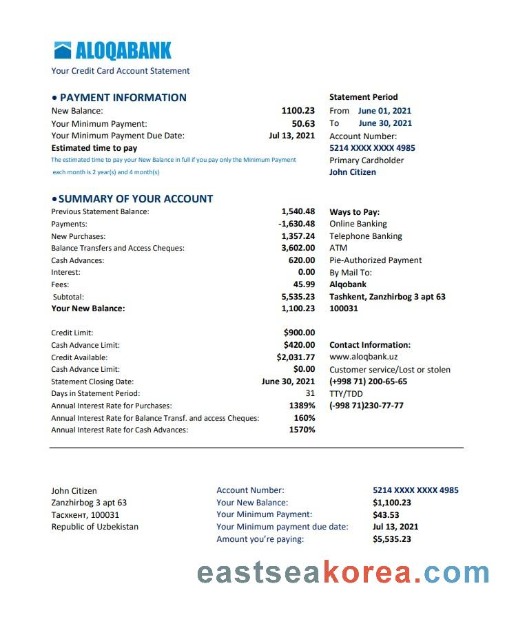 ALOQABANK
Your Credit Card Account Statement
• PAYMENT INFORMATION
New Balance: 1100.23
Your Minimum Payment: 50.63
Your Minimum Payment Due Date: Jul 13, 2021
Estimated time to pay
The estimated time to pay your New Balance in full if you pay only the Minimum Payment
each month is 2 year(s) and 4 month(s)
Statement Period
From June 01, 2021
To June 30, 2021
Account Number:
5214 XXXX XXXX 4985
Primary Cardholder
John Citizen
• SUMMARY OF YOUR ACCOUNT
Previous Statement Balance: 1,540.48
Payments: -1,630.48
New Purchases: 1,357.24
Balance Transfers and Access Cheques: 3,602.00
Cash Advances: 620.00
Interest: 0.00
Fees: 45.99
Subtotal: 5,535.23
Your New Balance: 1,100.23
Ways to Pay:
Online Banking
Telephone Banking
ATM
Pie-Authorized Payment
By Mail To:
Alqobank
Tashkent, Zanzhirbog 3 apt 63
100031
Credit Limit: $900.00
Cash Advance Limit: $420.00
Credit Available: $2,031.77
Cash Advance Limit: $0.00
Statement Closing Date: June 30, 2021
Days in Statement Period: 31
Annual Interest Rate for Purchases: 1389%
Annual Interest Rate for Balance Transf. and access Cheques: 160%
Annual Interest Rate for Cash Advances: 1570%
Contact Information:
www.aloqbank.uz
Customer service/Lost or stolen
(+998 71) 200-65-65
TTY/TDD
(-998 71)230-77-77
John Citizen
Zanzhirbog 3 apt 63
Тасхкент, 100031
Republic of Uzbekistan
Account Number: 5214 XXXX XXXX 4985
Your New Balance: $1,100.23
Your Minimum Payment: $43.53
Your Minimum payment due date: Jul 13, 2021
Amount you're paying: $5,535.23
eastseakorea.com